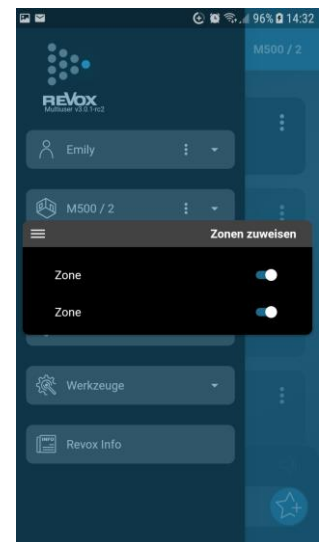 96% 14:32
M500 / 2
REVOX
Multiuser v3.0.1-rc2
Emily
M500 / 2
Zonen zuweisen
Zone
Zone
Werkzeuge
INFO
Revox Info